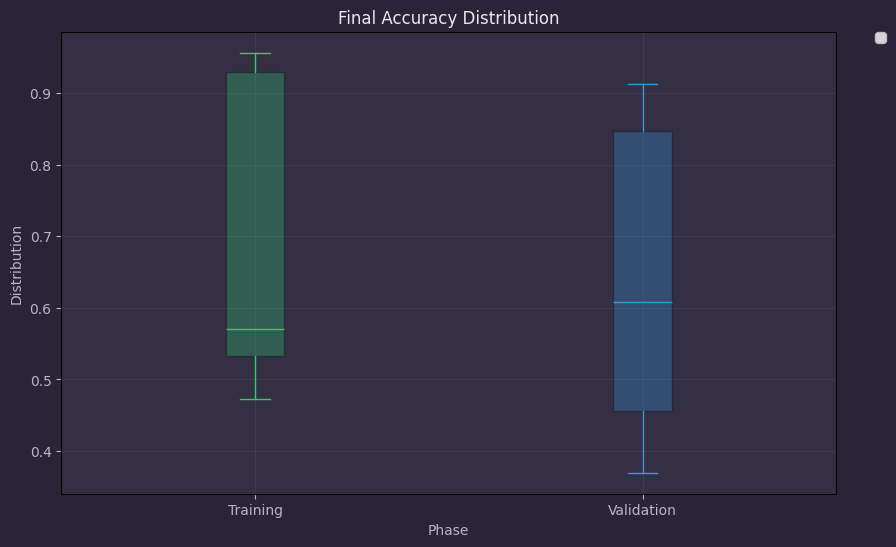 Final Accuracy Distribution
0.9
0.8
0.7
0.6
0.5
0.4
Distribution
Training
Validation
Phase